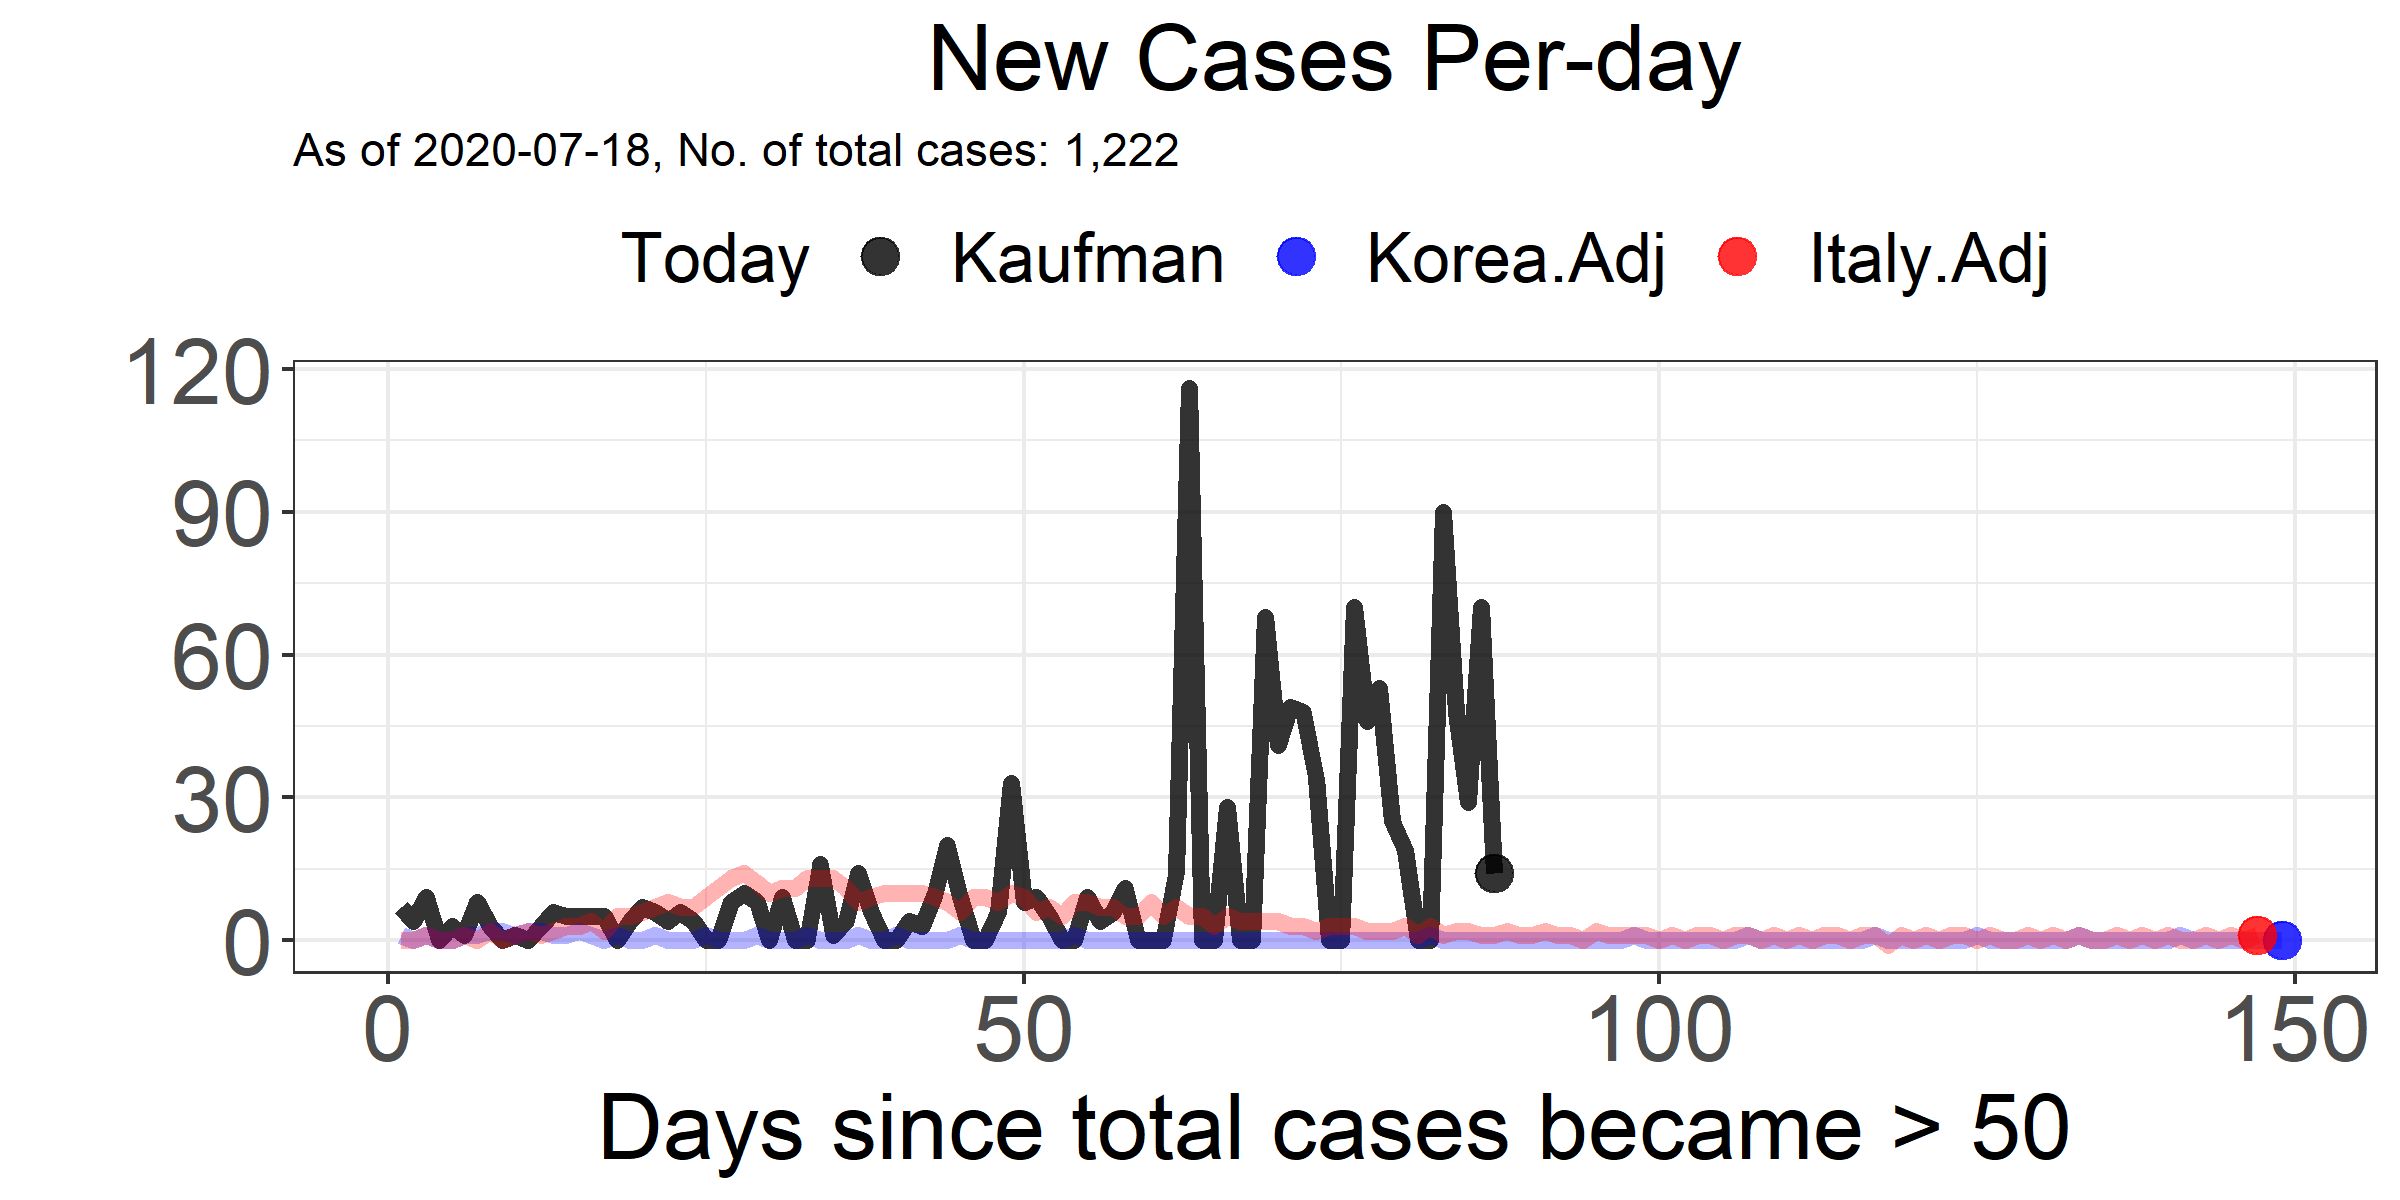 New Cases Per-day
As of 2020-07-18, No. of total cases: 1,222
Today Kaufman Korea.Adj Italy.Adj
120
90
60
30
0
0 50 100 150
Days since total cases became > 50